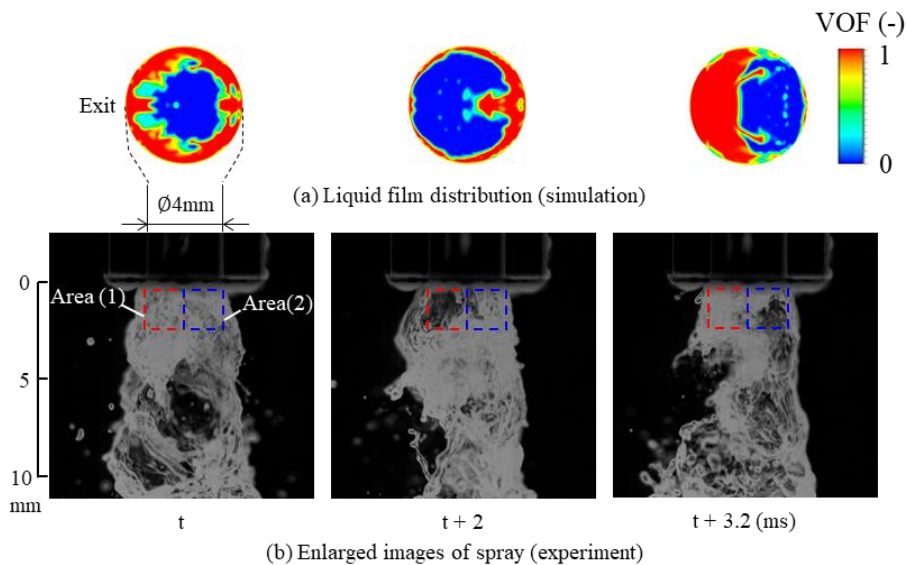 VOF (-)
1
0
Exit
(a) Liquid film distribution (simulation)
Ø4mm
0
Area (1)
Area(2)
5
10
mm
t
t + 2
t + 3.2 (ms)
(b) Enlarged images of spray (experiment)